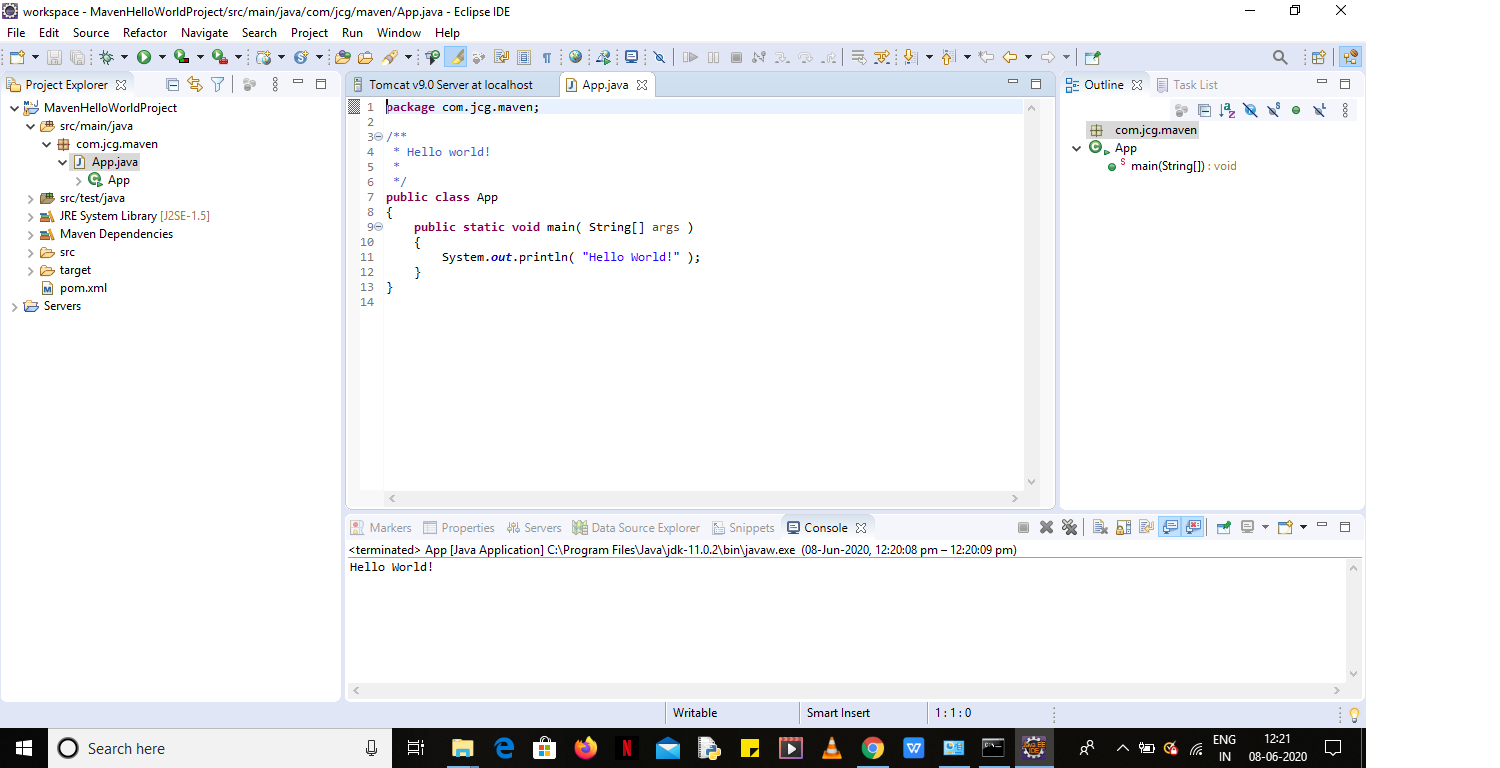 workspace - MavenHelloWorldProject/src/main/java/com/jcg/maven/App.java - Eclipse IDE
File Edit Source Refactor Navigate Search Project Run Window Help
Project Explorer
MavenHelloWorldProject
src/main/java
com.jcg.maven
App.java
App
src/test/java
JRE System Library [J2SE-1.5]
Maven Dependencies
src
target
pom.xml
Servers
Tomcat v9.0 Server at localhost App.java
1 package com.jcg.maven;
2
3 /**
4 * Hello world!
5 *
6 */
7 public class App
8 {
9 public static void main( String[] args )
10 {
11 System.out.println( "Hello World!" );
12 }
13 }
14
Outline Task List
com.jcg.maven
App
main(String[]) : void
Markers Properties Servers Data Source Explorer Snippets Console
<terminated> App [Java Application] C:\Program Files\Java\jdk-11.0.2\bin\javaw.exe (08-Jun-2020, 12:20:08 pm – 12:20:09 pm)
Hello World!
Writable Smart Insert 1 : 1 : 0
Search here
ENG
IN
12:21
08-06-2020